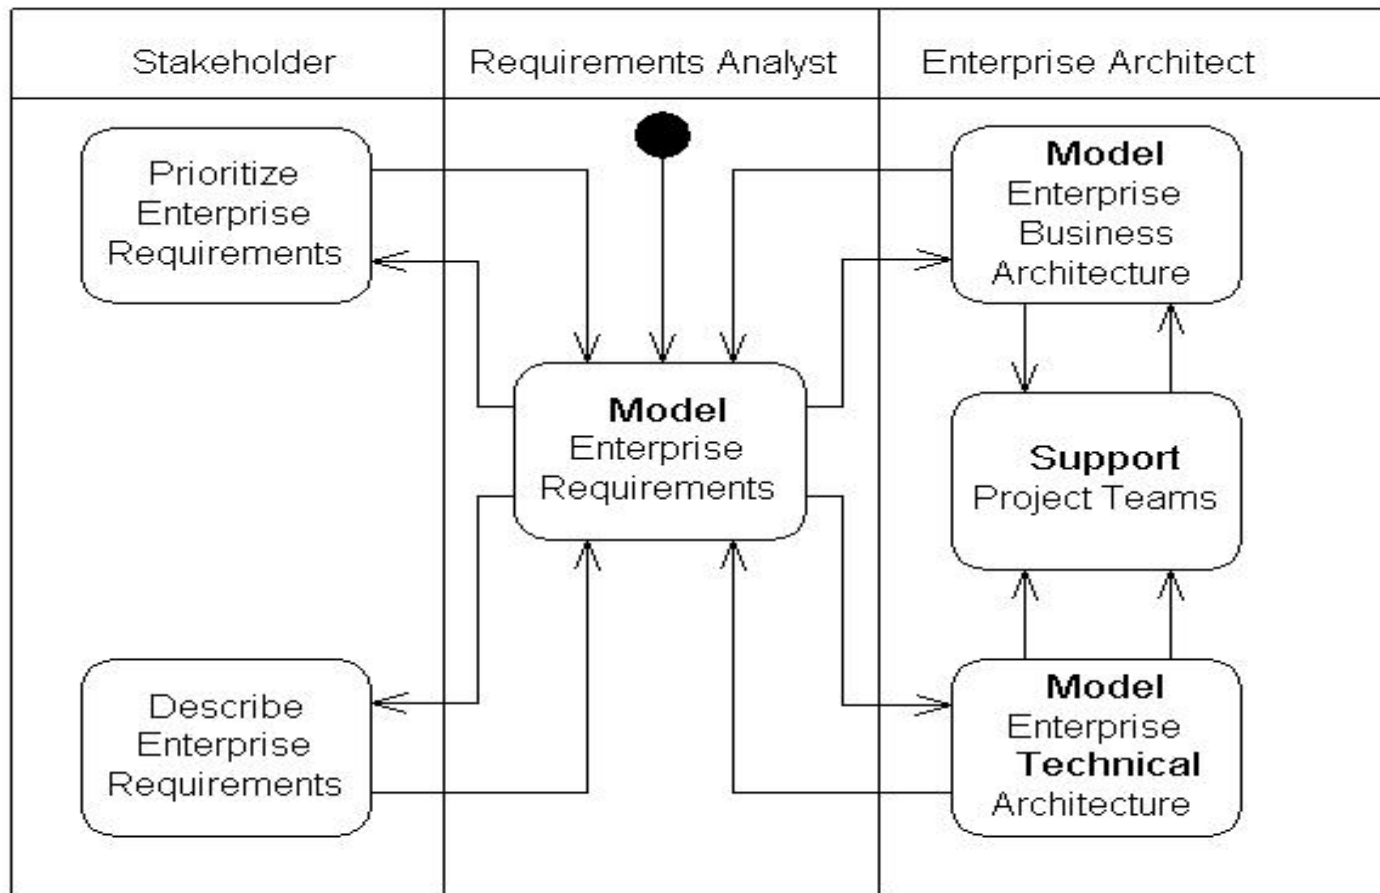 Stakeholder
Requirements Analyst
Enterprise Architect
Prioritize
Enterprise
Requirements
Model
Enterprise
Business
Architecture
Model
Enterprise
Requirements
Support
Project Teams
Describe
Enterprise
Requirements
Model
Enterprise
Technical
Architecture